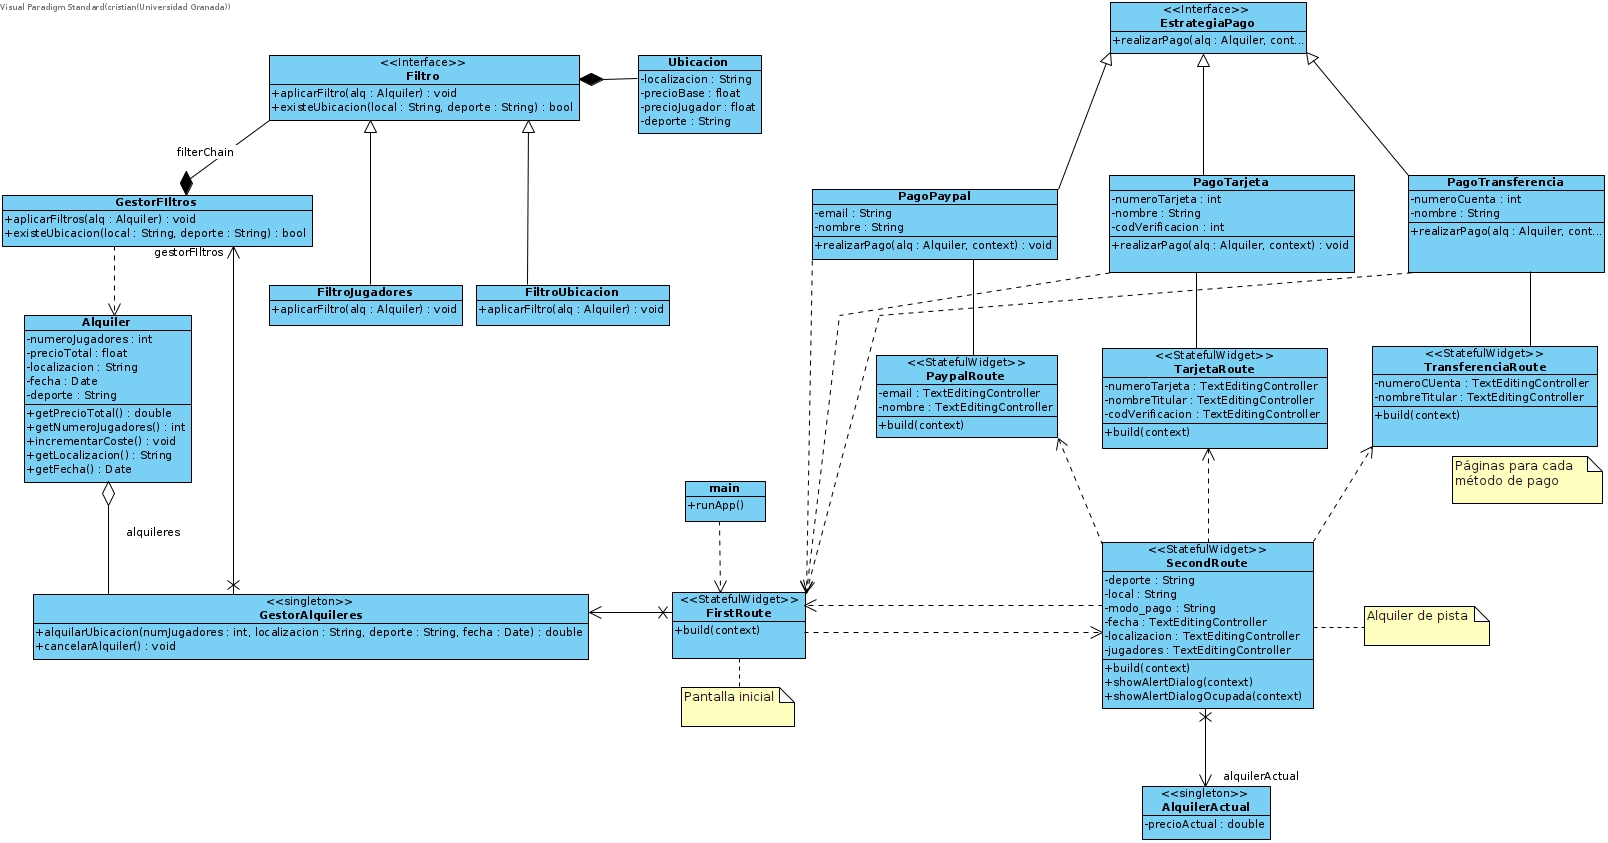 Visual Paradigm Standard(cristian(Universidad Granada))
<<Interface>>
EstrategiaPago
+realizarPago(alq : Alquiler, cont...
<<Interface>>
Filtro
+aplicarFiltro(alq : Alquiler) : void
+existeUbicacion(local : String, deporte : String) : bool
Ubicacion
-localizacion : String
-precioBase : float
-precioJugador : float
-deporte : String
filterChain
GestorFIltros
+aplicarFiltros(alq : Alquiler) : void
+existeUbicacion(local : String, deporte : String) : bool
gestorFIltros
PagoPaypal
-email : String
-nombre : String
+realizarPago(alq : Alquiler, context) : void
PagoTarjeta
-numeroTarjeta : int
-nombre : String
-codVerificacion : int
+realizarPago(alq : Alquiler, context) : void
PagoTransferencia
-numeroCuenta : int
-nombre : String
+realizarPago(alq : Alquiler, cont...
FiltroJugadores
+aplicarFiltro(alq : Alquiler) : void
FiltroUbicacion
+aplicarFiltro(alq : Alquiler) : void
Alquiler
-numeroJugadores : int
-precioTotal : float
-localizacion : String
-fecha : Date
-deporte : String
+getPrecioTotal() : double
+getNumeroJugadores() : int
+incrementarCoste() : void
+getLocalizacion() : String
+getFecha() : Date
alquileres
<<StatefulWidget>>
PaypalRoute
-email : TextEditingController
-nombre : TextEditingController
+build(context)
<<StatefulWidget>>
TarjetaRoute
-numeroTarjeta : TextEditingController
-nombreTitular : TextEditingController
-codVerificacion : TextEditingController
+build(context)
<<StatefulWidget>>
TransferenciaRoute
-numeroCUenta : TextEditingController
-nombreTitular : TextEditingController
+build(context)
Páginas para cada
método de pago
main
+runApp()
<<singleton>>
GestorAlquileres
+alquilarUbicacion(numJugadores : int, localizacion : String, deporte : String, fecha : Date) : double
+cancelarAlquiler() : void
<<StatefulWidget>>
FirstRoute
+build(context)
Pantalla inicial
<<StatefulWidget>>
SecondRoute
-deporte : String
-local : String
-modo_pago : String
-fecha : TextEditingController
-localizacion : TextEditingController
-jugadores : TextEditingController
+build(context)
+showAlertDialog(context)
+showAlertDialogOcupada(context)
Alquiler de pista
alquilerActual
<<singleton>>
AlquilerActual
-precioActual : double